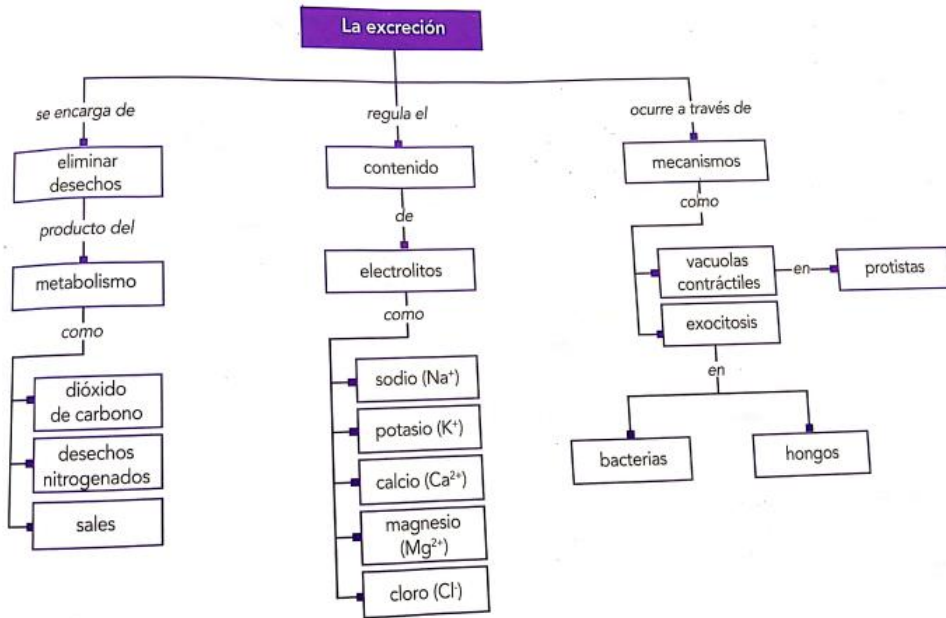 La excreción
se encarga de
eliminar
desechos
producto del
metabolismo
como
dióxido
de carbono
desechos
nitrogenados
sales
regula el
contenido
de
electrolitos
como
sodio (Na⁺)
potasio (K⁺)
calcio (Ca²⁺)
magnesio
(Mg²⁺)
cloro (Cl⁻)
ocurre a través de
mecanismos
como
vacuolas
contráctiles
en
protistas
exocitosis
en
bacterias
hongos